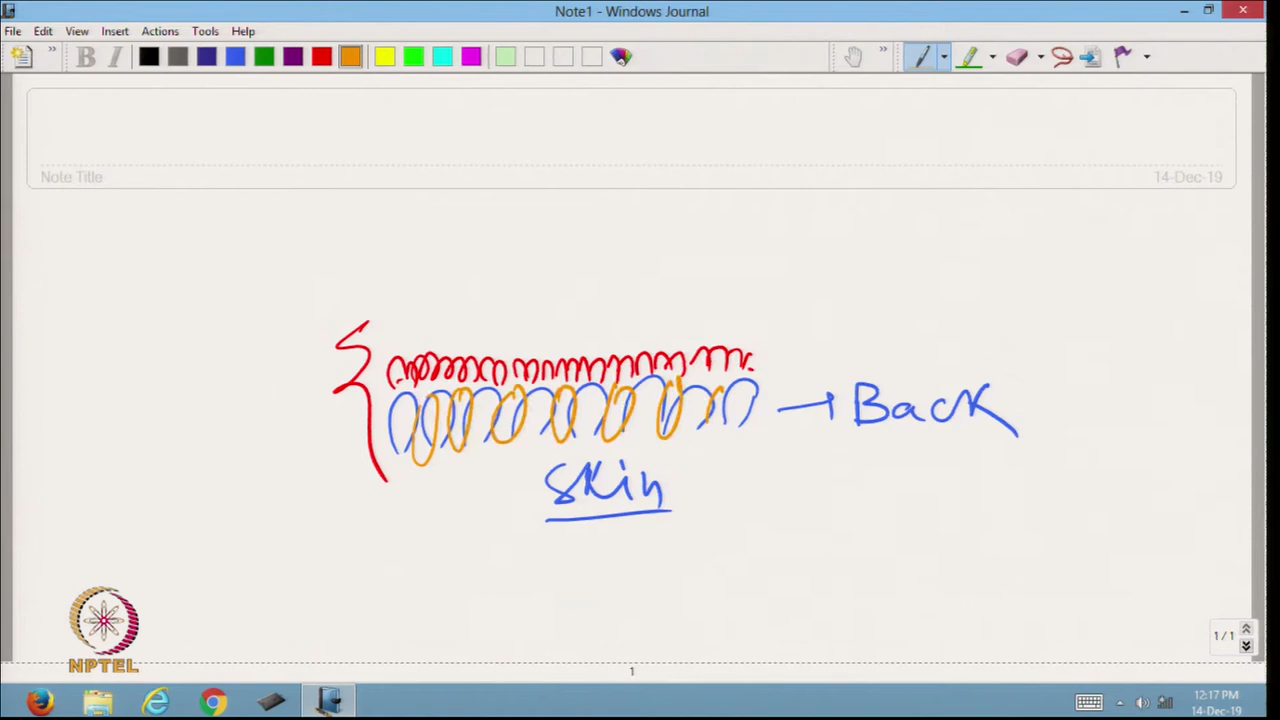 Note1 - Windows Journal
File Edit View Insert Actions Tools Help
B I
Note Title
14-Dec-19
Back
skin
1 / 1
NPTEL
1
12:17 PM
14-Dec-19